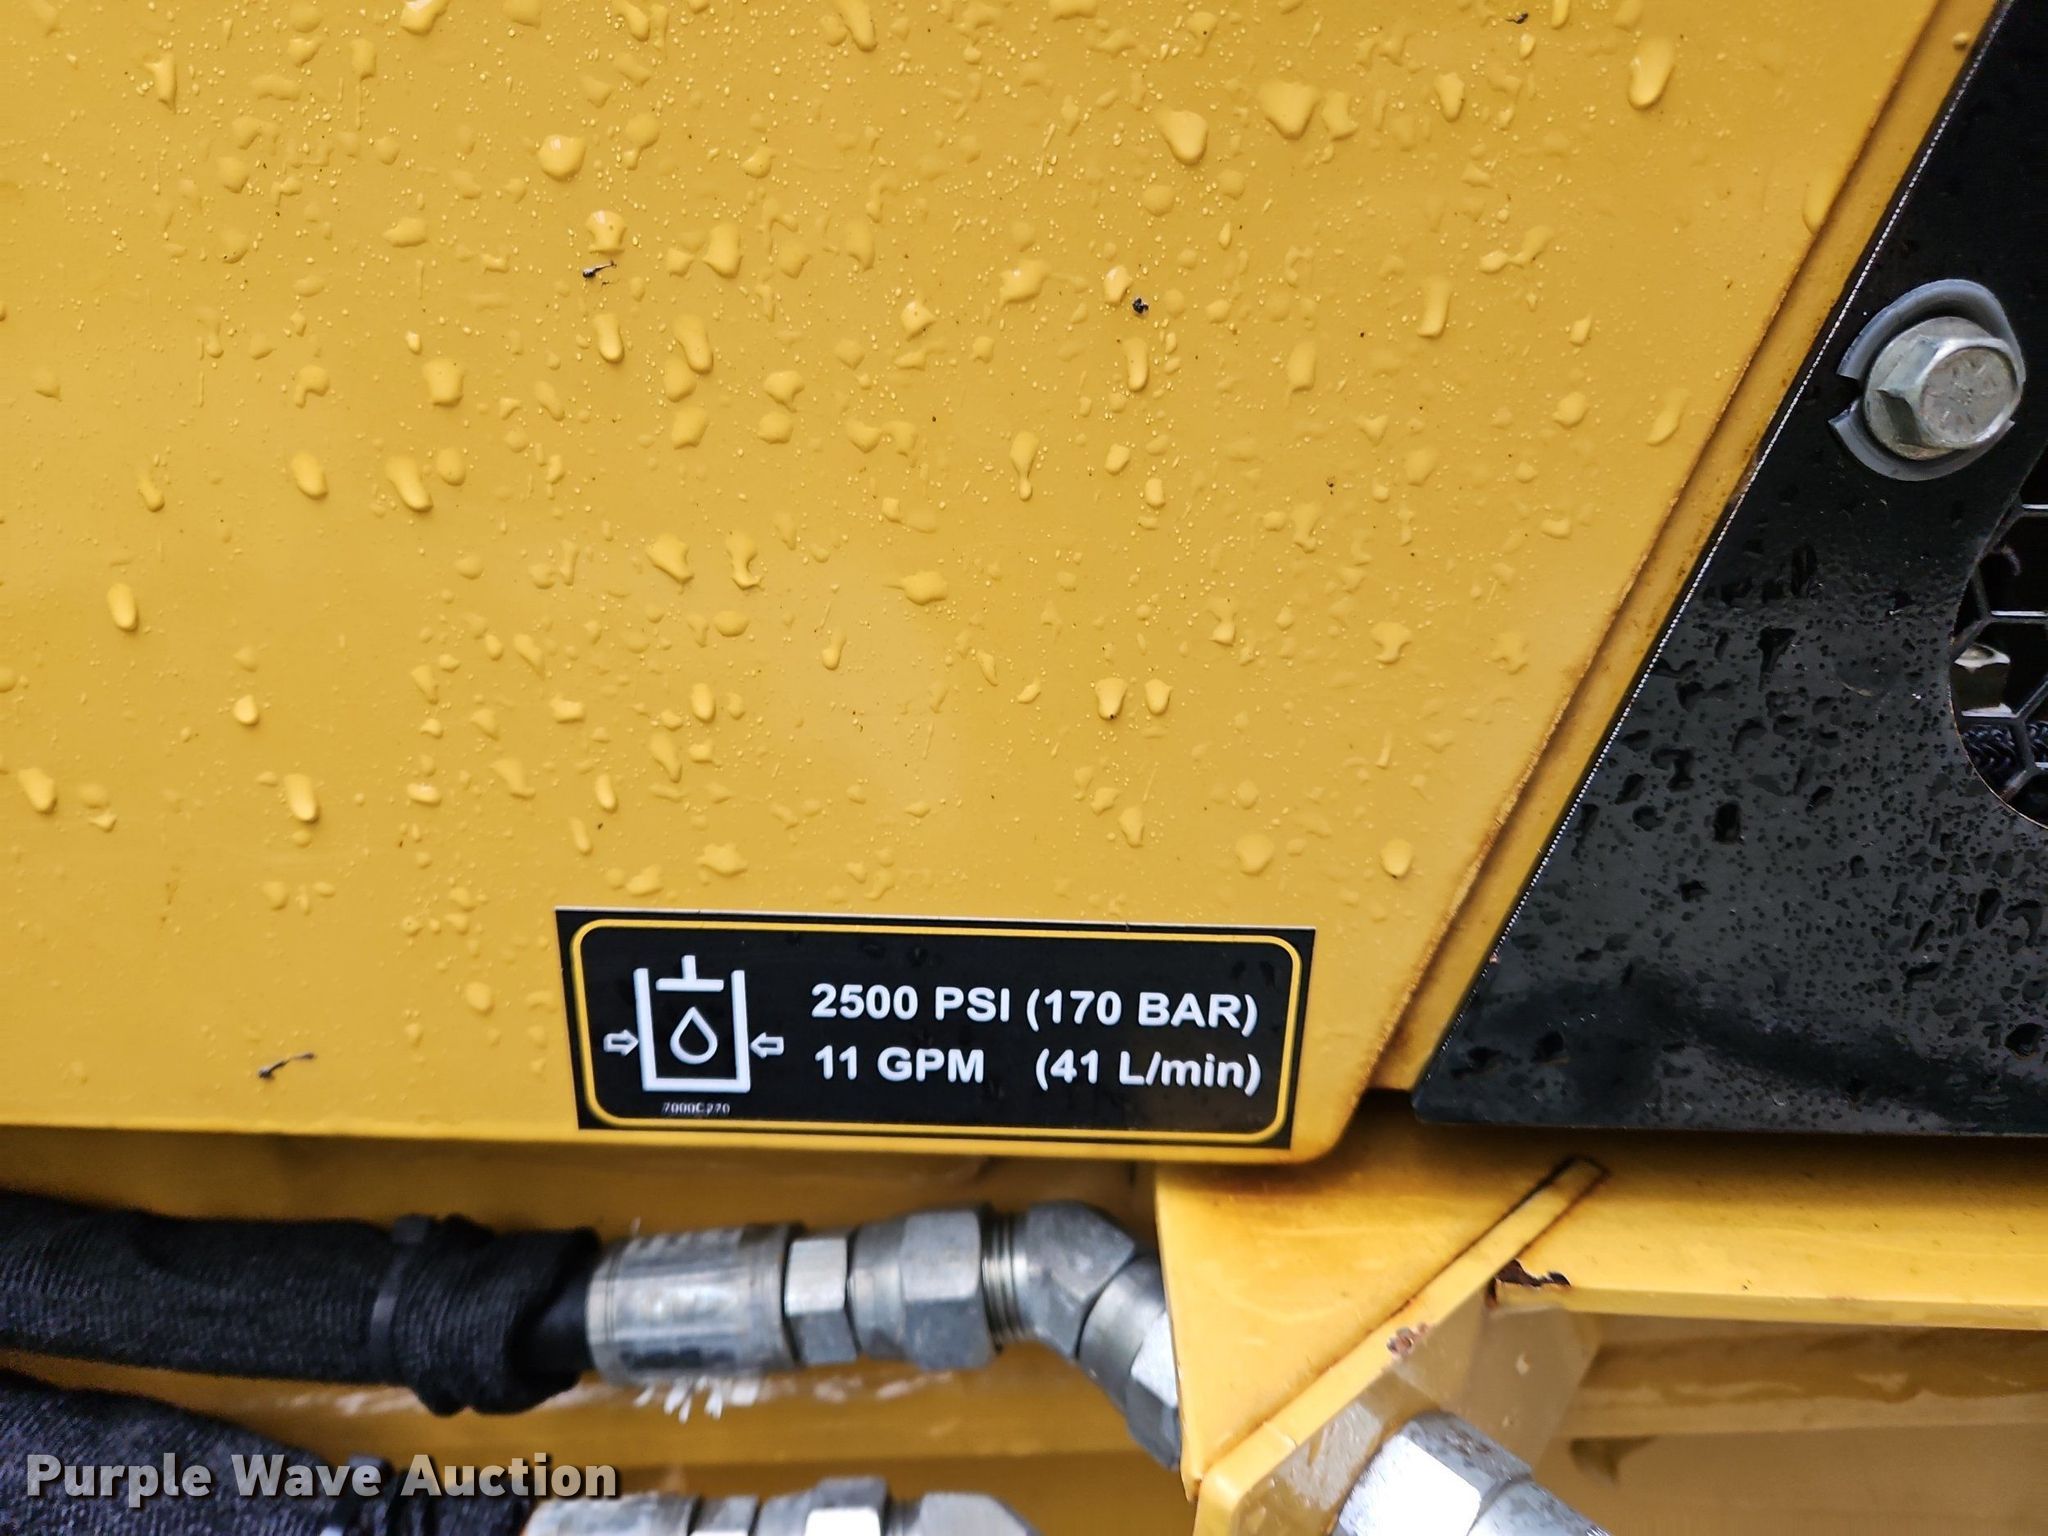 2500 PSI (170 BAR)
11 GPM (41 L/min)
7000C270
Purple Wave Auction